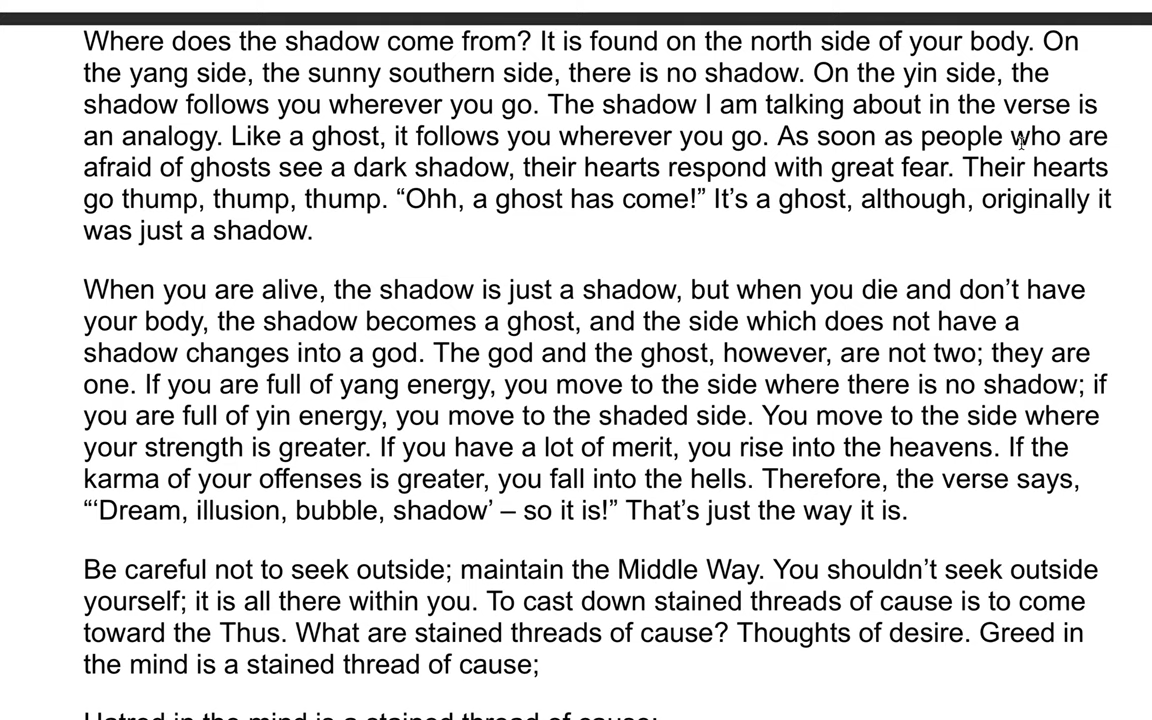 Where does the shadow come from? It is found on the north side of your body. On
the yang side, the sunny southern side, there is no shadow. On the yin side, the
shadow follows you wherever you go. The shadow I am talking about in the verse is
an analogy. Like a ghost, it follows you wherever you go. As soon as people who are
afraid of ghosts see a dark shadow, their hearts respond with great fear. Their hearts
go thump, thump, thump. “Ohh, a ghost has come!” It’s a ghost, although, originally it
was just a shadow.
When you are alive, the shadow is just a shadow, but when you die and don’t have
your body, the shadow becomes a ghost, and the side which does not have a
shadow changes into a god. The god and the ghost, however, are not two; they are
one. If you are full of yang energy, you move to the side where there is no shadow; if
you are full of yin energy, you move to the shaded side. You move to the side where
your strength is greater. If you have a lot of merit, you rise into the heavens. If the
karma of your offenses is greater, you fall into the hells. Therefore, the verse says,
“‘Dream, illusion, bubble, shadow’ – so it is!” That’s just the way it is.
Be careful not to seek outside; maintain the Middle Way. You shouldn’t seek outside
yourself; it is all there within you. To cast down stained threads of cause is to come
toward the Thus. What are stained threads of cause? Thoughts of desire. Greed in
the mind is a stained thread of cause;
Hatred in the mind is a stained thread of cause;